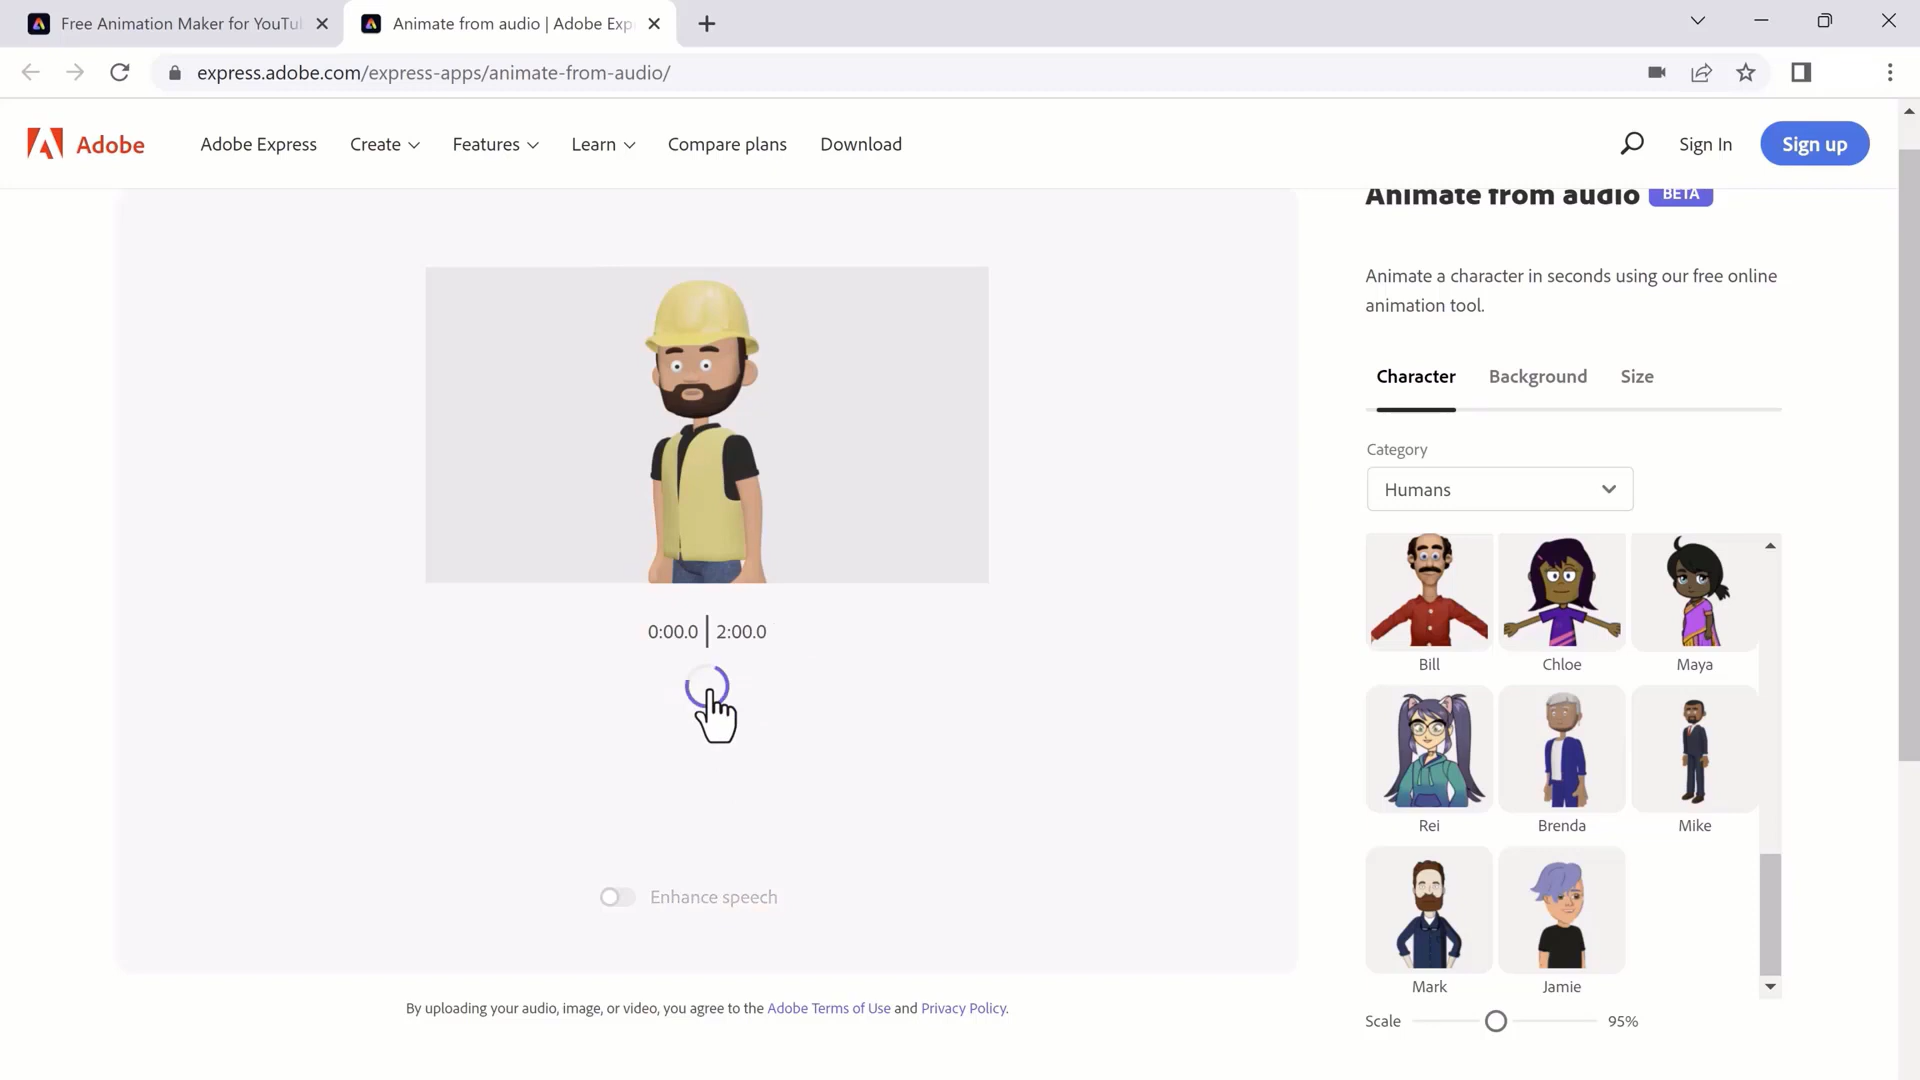 Free Animation Maker for YouTu
Animate from audio | Adobe Exp
express.adobe.com/express-apps/animate-from-audio/
Adobe
Adobe Express
Create
Features
Learn
Compare plans
Download
Sign In
Sign up
Animate from audio BETA
Animate a character in seconds using our free online
animation tool.
Character
Background
Size
Category
Humans
0:00.0 | 2:00.0
Bill
Chloe
Maya
Rei
Brenda
Mike
Enhance speech
Mark
Jamie
By uploading your audio, image, or video, you agree to the Adobe Terms of Use and Privacy Policy.
Scale
95%